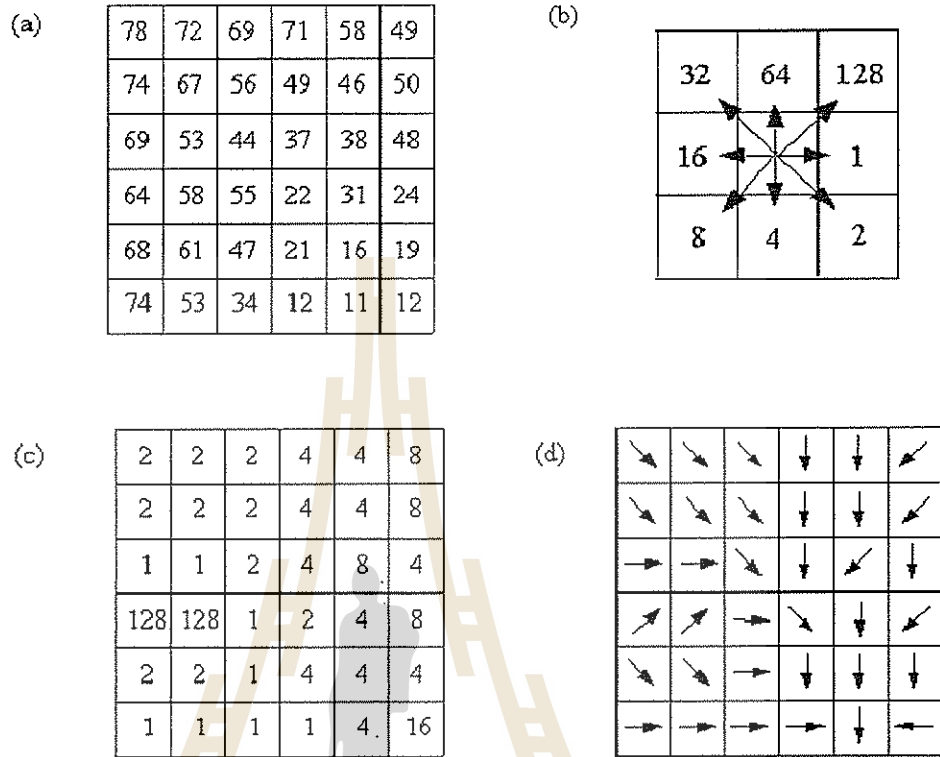 (a)
78 72 69 71 58 49
74 67 56 49 46 50
69 53 44 37 38 48
64 58 55 22 31 24
68 61 47 21 16 19
74 53 34 12 11 12
(b)
32 64 128
16 1
8 4 2
(c)
2 2 2 4 4 8
2 2 2 4 4 8
1 1 2 4 8 4
128 128 1 2 4 8
2 2 1 4 4 4
1 1 1 1 4 16
(d)